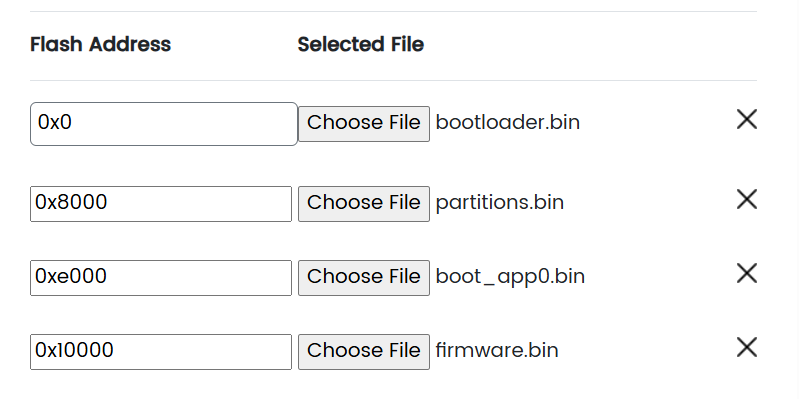 Flash Address Selected File
0x0 Choose File bootloader.bin
0x8000 Choose File partitions.bin
0xe000 Choose File boot_app0.bin
0x10000 Choose File firmware.bin